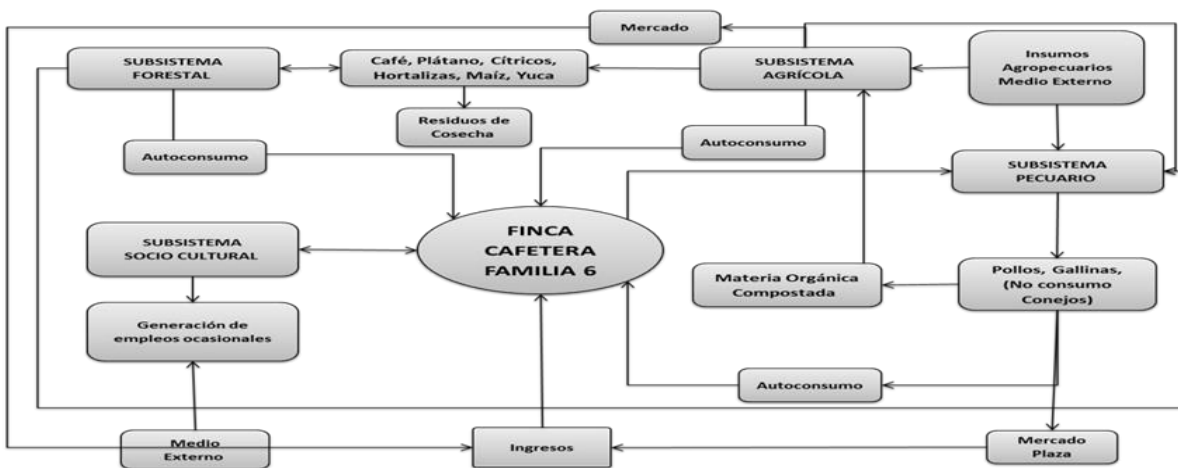 Mercado
SUBSISTEMA
FORESTAL
Café, Plátano, Cítricos,
Hortalizas, Maíz, Yuca
SUBSISTEMA
AGRÍCOLA
Insumos
Agropecuarios
Medio Externo
Residuos de
Cosecha
Autoconsumo
Autoconsumo
SUBSISTEMA
PECUARIO
SUBSISTEMA
SOCIO CULTURAL
FINCA
CAFETERA
FAMILIA 6
Materia Orgánica
Compostada
Pollos, Gallinas,
(No consumo
Conejos)
Generación de
empleos ocasionales
Autoconsumo
Medio
Externo
Ingresos
Mercado
Plaza